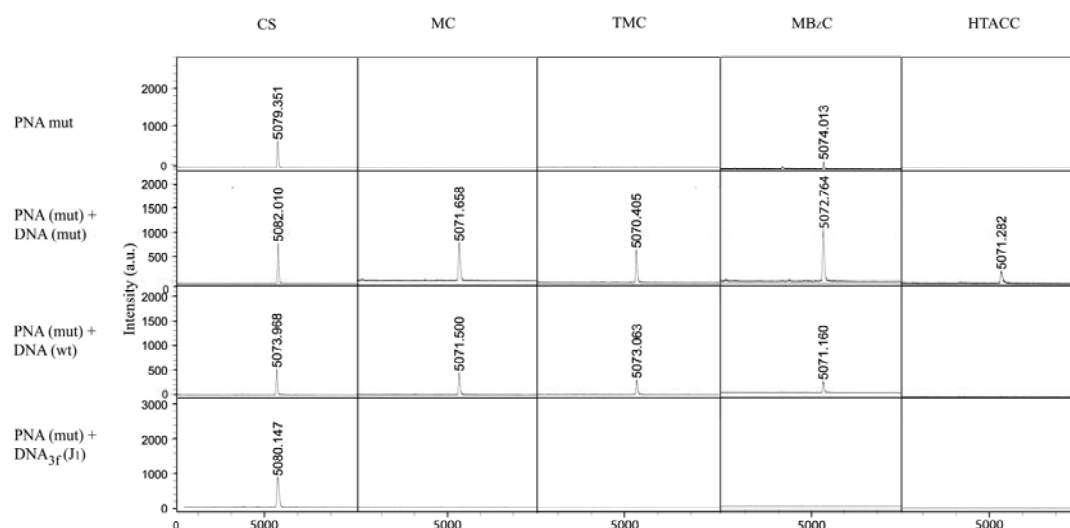 CS MC TMC MBzC HTACC
PNA mut
2000
1000
0
5079.351
5074.013
PNA (mut) +
DNA (mut)
2000
1500
1000
500
0
5082.010
5071.658
5070.405
5072.764
5071.282
Intensity (a.u.)
PNA (mut) +
DNA (wt)
2000
1500
1000
500
0
5073.968
5071.500
5073.063
5071.160
PNA (mut) +
DNA3f (J1)
3000
2000
1000
0
5080.147
0 5000 5000 5000 5000 5000